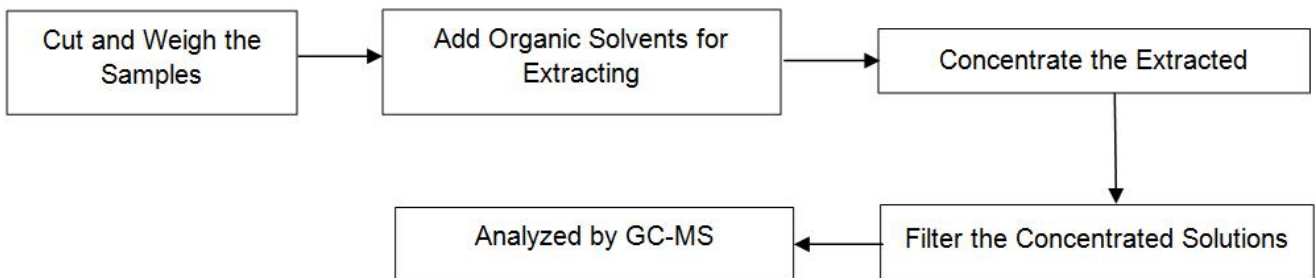 Cut and Weigh the
Samples
Add Organic Solvents for
Extracting
Concentrate the Extracted
Filter the Concentrated Solutions
Analyzed by GC-MS